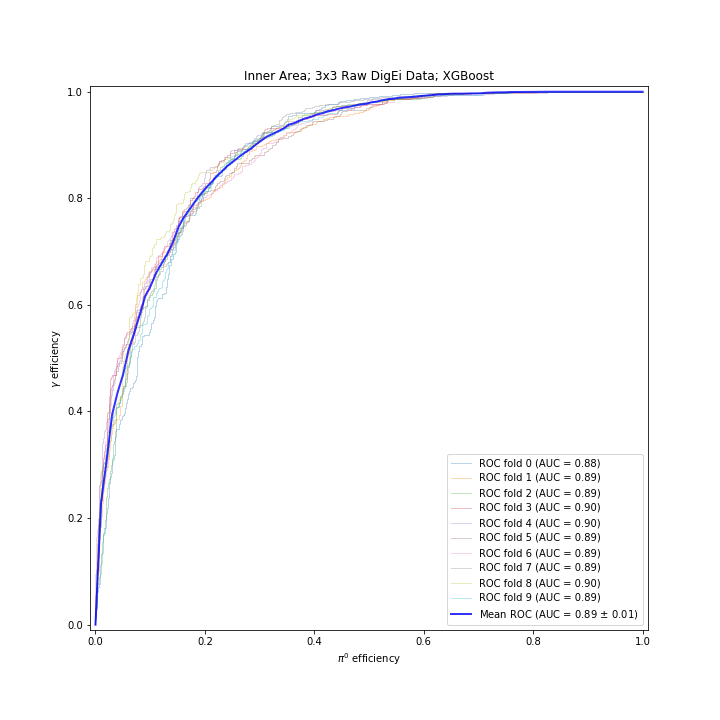 Inner Area; 3x3 Raw DigEi Data; XGBoost
1.0
0.8
0.6
0.4
0.2
0.0
γ efficiency
ROC fold 0 (AUC = 0.88)
ROC fold 1 (AUC = 0.89)
ROC fold 2 (AUC = 0.89)
ROC fold 3 (AUC = 0.90)
ROC fold 4 (AUC = 0.90)
ROC fold 5 (AUC = 0.89)
ROC fold 6 (AUC = 0.89)
ROC fold 7 (AUC = 0.89)
ROC fold 8 (AUC = 0.90)
ROC fold 9 (AUC = 0.89)
Mean ROC (AUC = 0.89 ± 0.01)
0.0 0.2 0.4 0.6 0.8 1.0
π⁰ efficiency